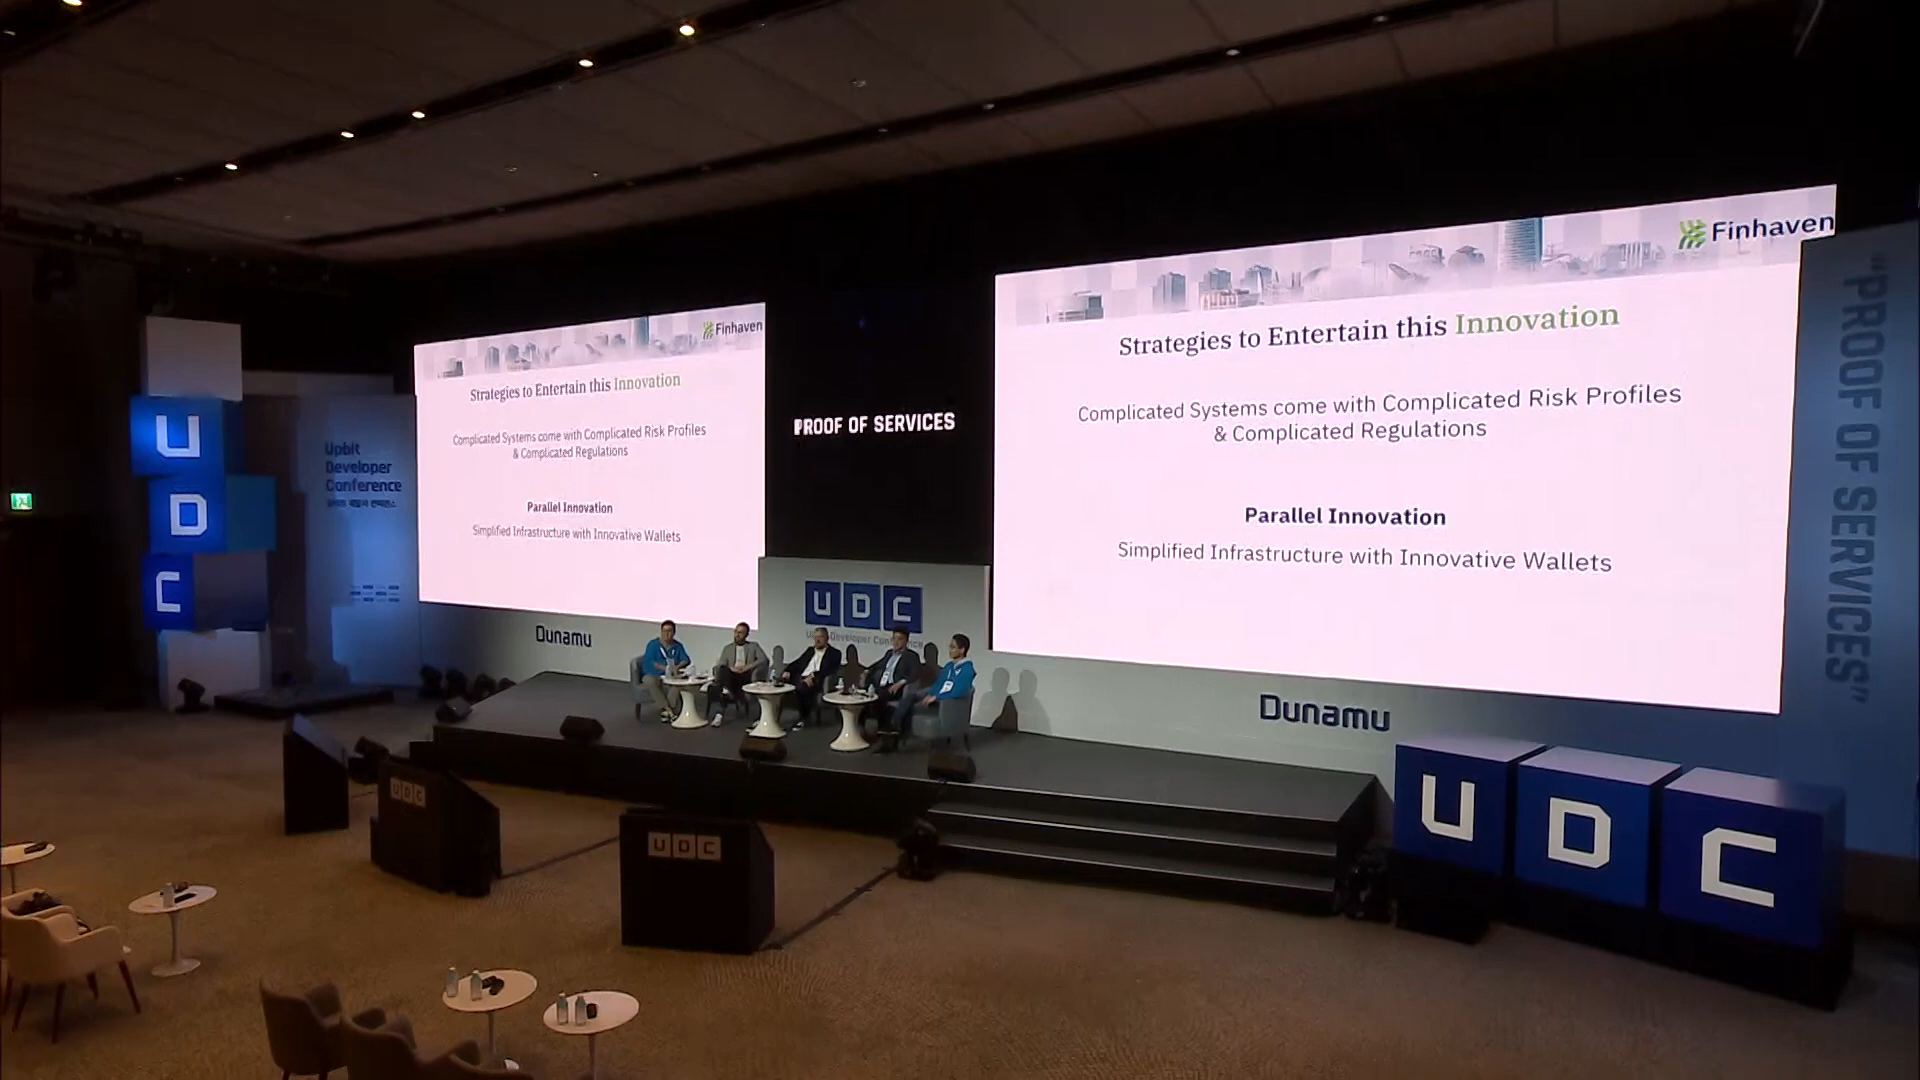 Finhaven
Strategies to Entertain this Innovation
Complicated Systems come with Complicated Risk Profiles
& Complicated Regulations
Parallel Innovation
Simplified Infrastructure with Innovative Wallets
PROOF OF SERVICES
Finhaven
Strategies to Entertain this Innovation
Complicated Systems come with Complicated Risk Profiles
& Complicated Regulations
Parallel Innovation
Simplified Infrastructure with Innovative Wallets
"PROOF OF SERVICES"
U
D
C
Upbit
Developer
Conference
UDC
Developer
Dunamu
Dunamu
UDC
UDC
U D C